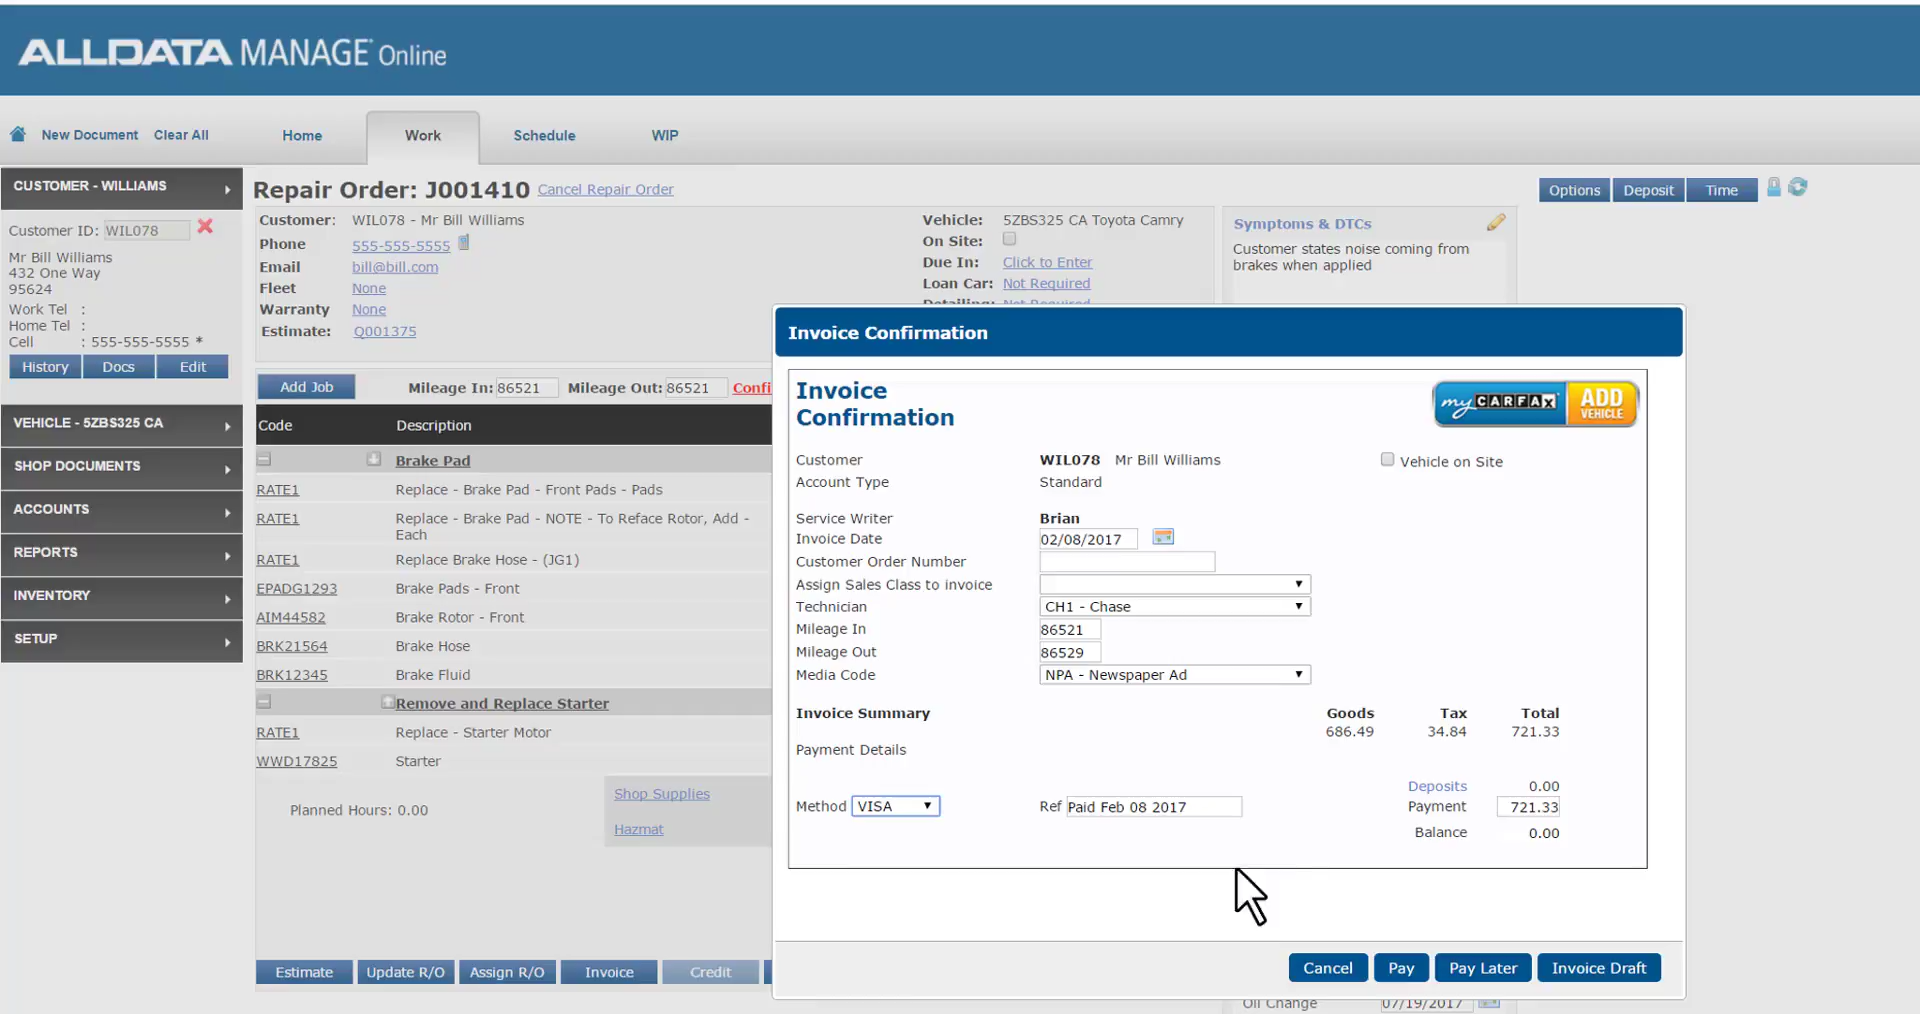 ALLDATA MANAGE Online
New Document Clear All Home Work Schedule WIP
CUSTOMER - WILLIAMS
Customer ID: WIL078
Mr Bill Williams
432 One Way
95624
Work Tel :
Home Tel :
Cell : 555-555-5555 *
History Docs Edit
VEHICLE - 5ZBS325 CA
SHOP DOCUMENTS
ACCOUNTS
REPORTS
INVENTORY
SETUP
Repair Order: J001410 Cancel Repair Order
Options Deposit Time
Customer: WIL078 - Mr Bill Williams
Phone 555-555-5555
Email bill@bill.com
Fleet None
Warranty None
Estimate: Q001375
Vehicle: 5ZBS325 CA Toyota Camry
On Site:
Due In: Click to Enter
Loan Car: Not Required
Detailing: Not Required
Symptoms & DTCs
Customer states noise coming from
brakes when applied
Add Job Mileage In: 86521 Mileage Out: 86521 Confi
Code Description
Brake Pad
RATE1 Replace - Brake Pad - Front Pads - Pads
RATE1 Replace - Brake Pad - NOTE - To Reface Rotor, Add -
Each
RATE1 Replace Brake Hose - (JG1)
EPADG1293 Brake Pads - Front
AIM44582 Brake Rotor - Front
BRK21564 Brake Hose
BRK12345 Brake Fluid
Remove and Replace Starter
RATE1 Replace - Starter Motor
WWD17825 Starter
Planned Hours: 0.00
Shop Supplies
Hazmat
Estimate Update R/O Assign R/O Invoice Credit
Invoice Confirmation
Invoice
Confirmation
my CARFAX ADD
VEHICLE
Customer WIL078 Mr Bill Williams Vehicle on Site
Account Type Standard
Service Writer Brian
Invoice Date 02/08/2017
Customer Order Number
Assign Sales Class to invoice
Technician CH1 - Chase
Mileage In 86521
Mileage Out 86529
Media Code NPA - Newspaper Ad
Invoice Summary Goods Tax Total
686.49 34.84 721.33
Payment Details
Deposits 0.00
Method VISA Ref Paid Feb 08 2017 Payment 721.33
Balance 0.00
Cancel Pay Pay Later Invoice Draft
Oil Change 07/19/2017